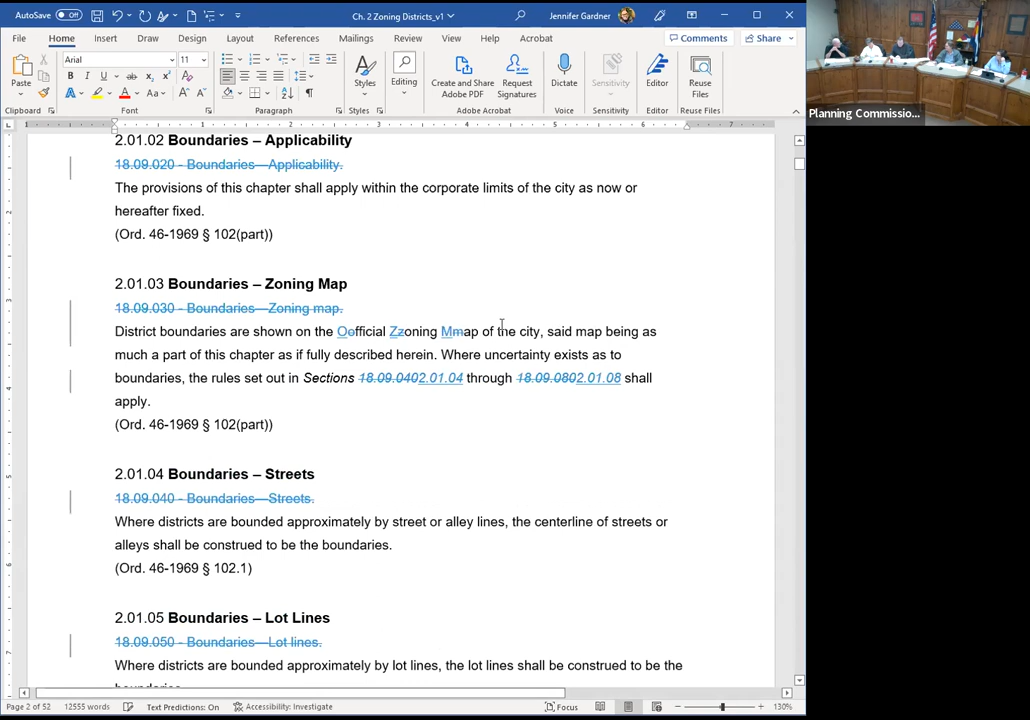 AutoSave Off
Ch. 2 Zoning Districts_v1
Jennifer Gardner
File Home Insert Draw Design Layout References Mailings Review View Help Acrobat Comments Share
Arial 11
Paste
Styles
Editing
Create and Share Adobe PDF
Request Signatures
Dictate
Sensitivity
Editor
Reuse Files
Clipboard Font Paragraph Styles Adobe Acrobat Voice Sensitivity Editor Reuse Files
Planning Commissio...
1 1 2 3 4 5 6 7
2.01.02 Boundaries – Applicability
18.09.020 - Boundaries—Applicability.
The provisions of this chapter shall apply within the corporate limits of the city as now or
hereafter fixed.
(Ord. 46-1969 § 102(part))
2.01.03 Boundaries – Zoning Map
18.09.030 - Boundaries—Zoning map.
District boundaries are shown on the Oofficial Zzoning Mmap of the city, said map being as
much a part of this chapter as if fully described herein. Where uncertainty exists as to
boundaries, the rules set out in Sections 18.09.0402.01.04 through 18.09.0802.01.08 shall
apply.
(Ord. 46-1969 § 102(part))
2.01.04 Boundaries – Streets
18.09.040 - Boundaries—Streets.
Where districts are bounded approximately by street or alley lines, the centerline of streets or
alleys shall be construed to be the boundaries.
(Ord. 46-1969 § 102.1)
2.01.05 Boundaries – Lot Lines
18.09.050 - Boundaries—Lot lines.
Where districts are bounded approximately by lot lines, the lot lines shall be construed to be the
boundaries.
Page 2 of 52 12555 words Text Predictions: On Accessibility: Investigate Focus 130%